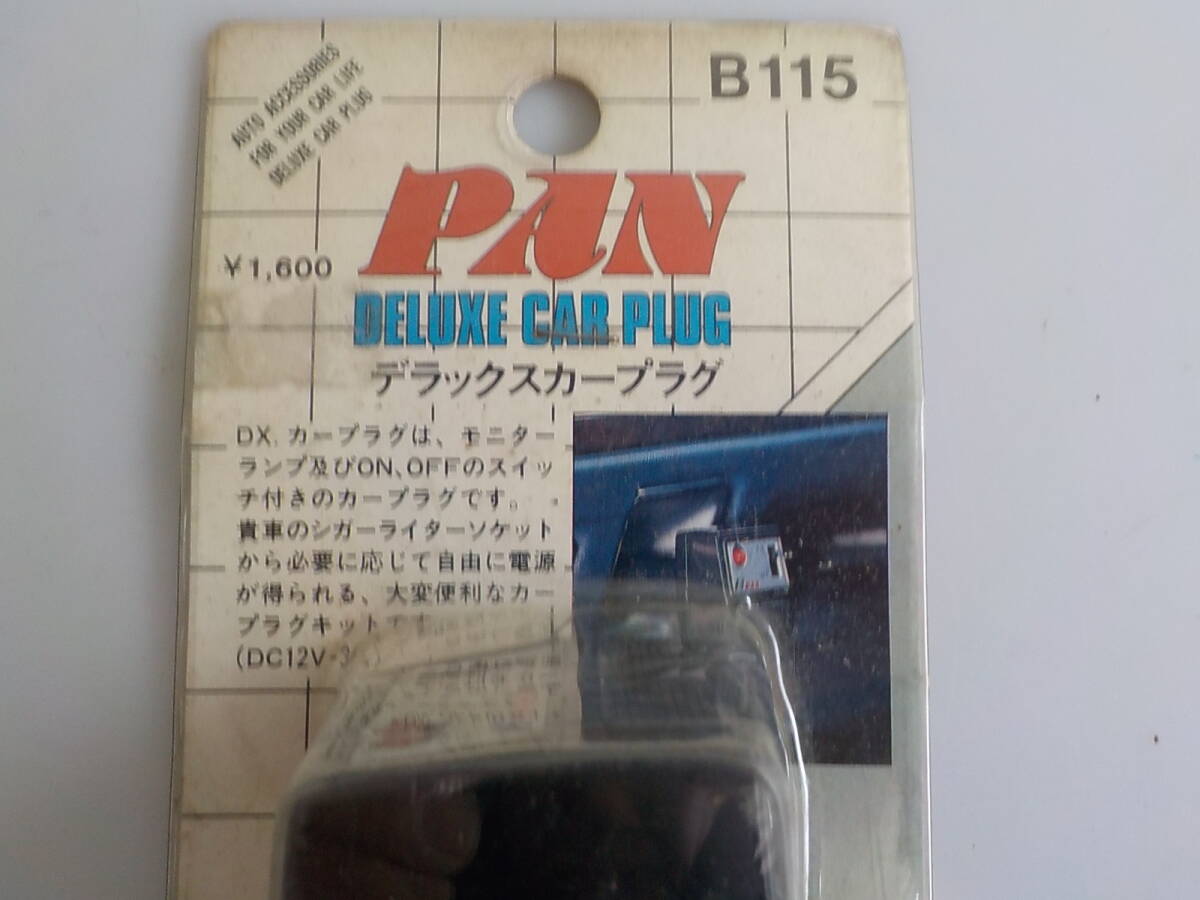 AUTO ACCESSORIES
FOR YOUR CAR LIFE
DELUXE CAR PLUG
B115
PAN
¥1,600
DELUXE CAR PLUG
デラックスカープラグ
DX.カープラグは、モニター
ランプ及びON、OFFのスイッ
チ付きのカープラグです。
貴車のシガーライターソケット
から必要に応じて自由に電源
が得られる、大変便利なカー
プラグキットです。
(DC12V-3